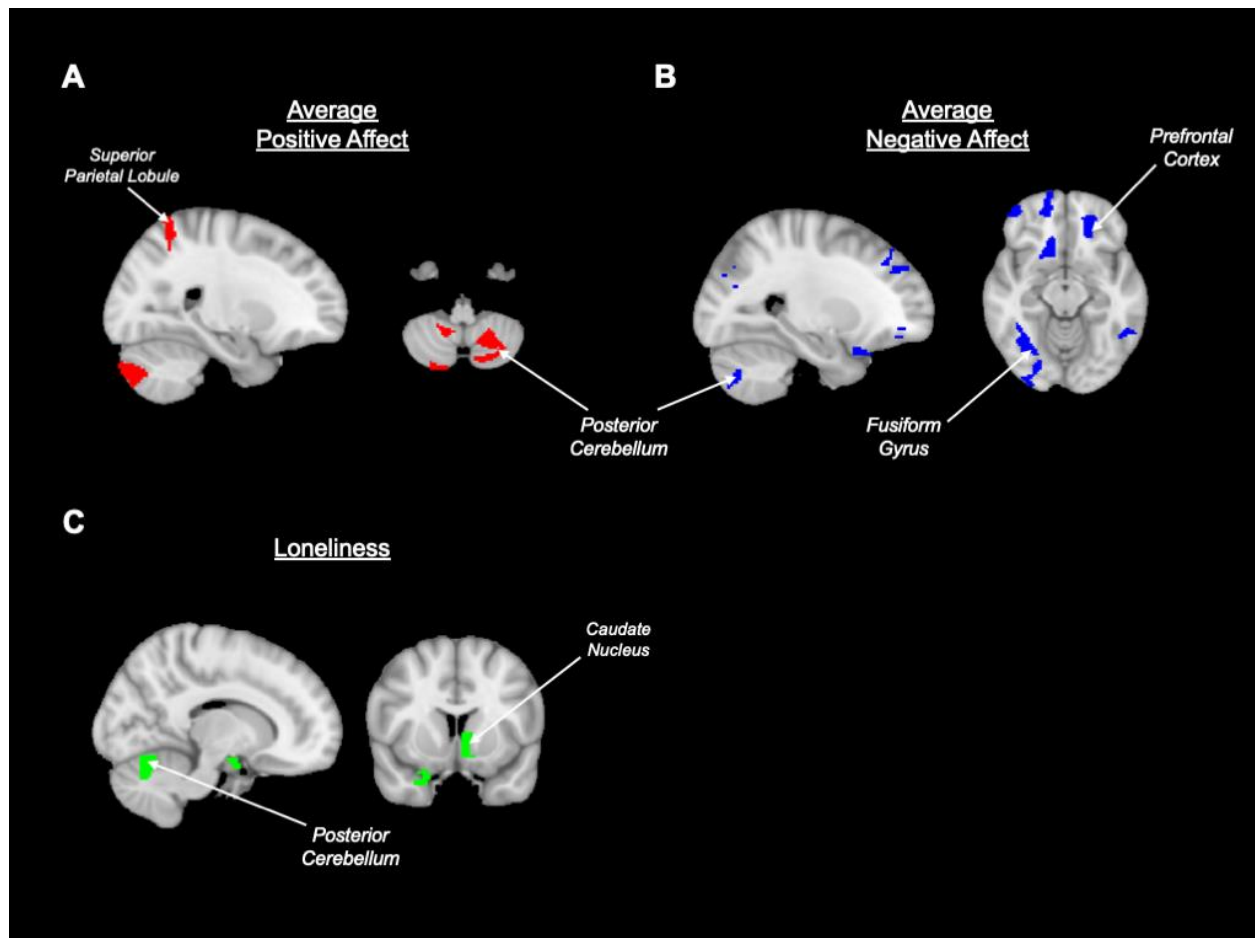 A
Average
Positive Affect
Superior
Parietal Lobule
B
Average
Negative Affect
Prefrontal
Cortex
Posterior
Cerebellum
Fusiform
Gyrus
C
Loneliness
Caudate
Nucleus
Posterior
Cerebellum